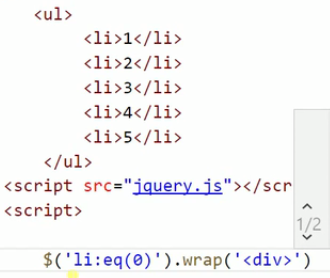 <ul>
<li>1</li>
<li>2</li>
<li>3</li>
<li>4</li>
<li>5</li>
</ul>
<script src="jquery.js"></scr
<script>
1/2
$('li:eq(0)').wrap('<div>')